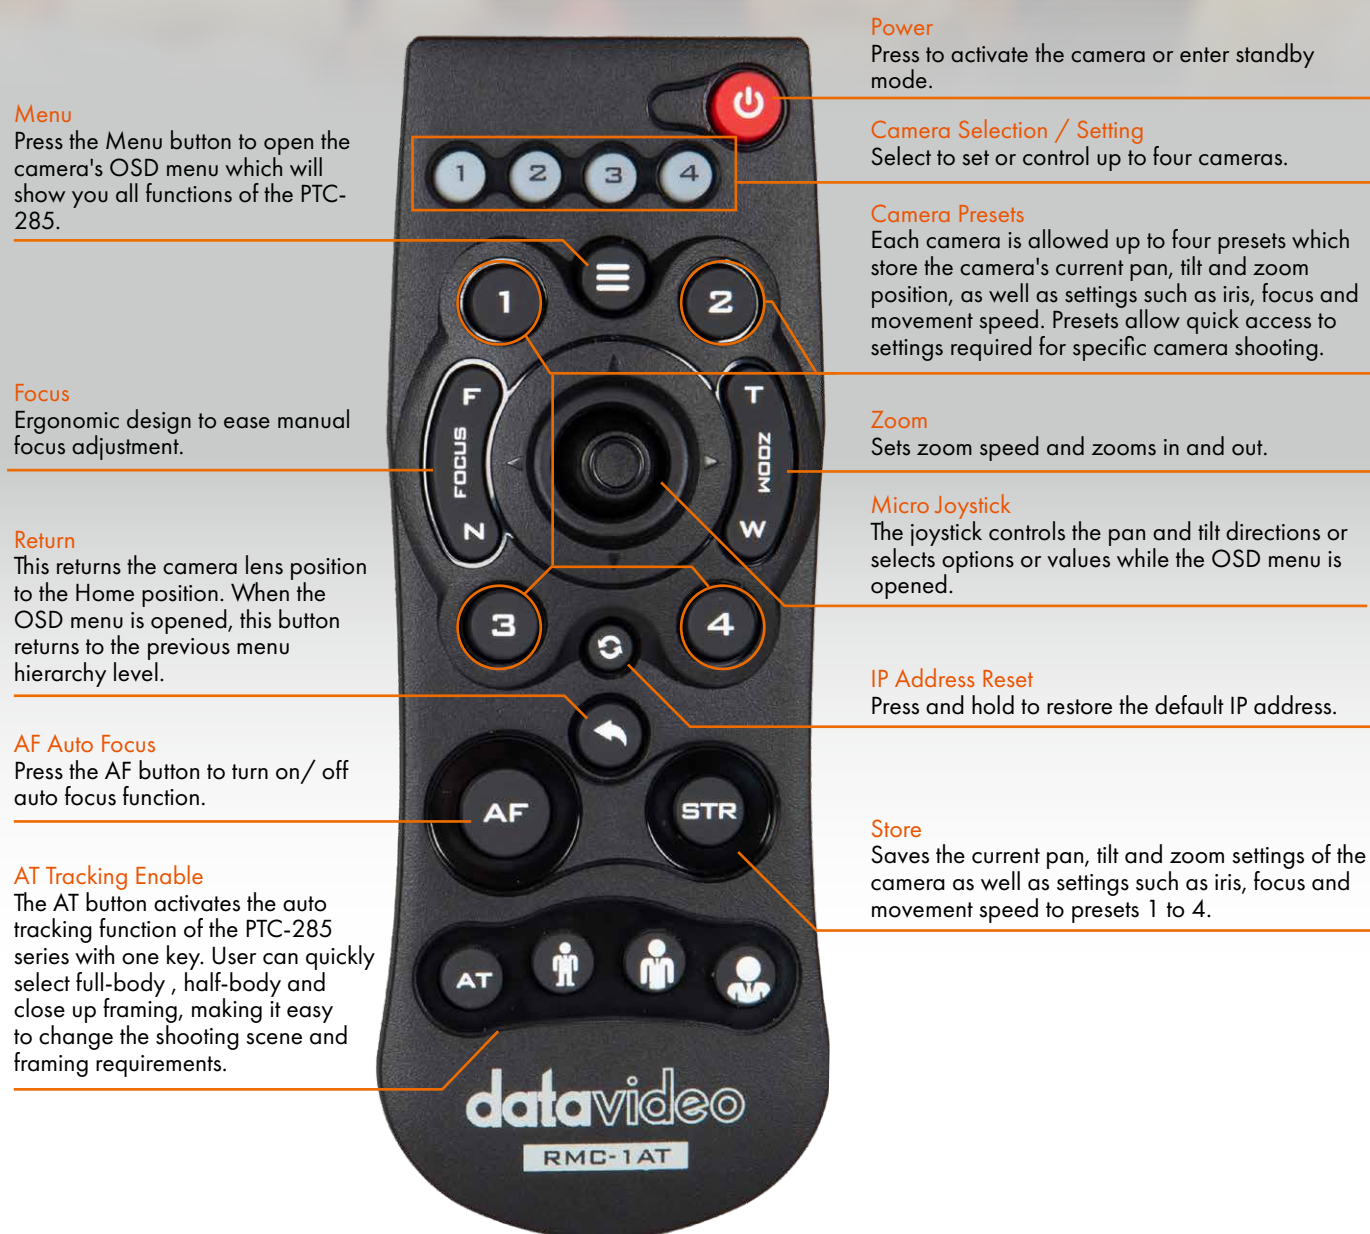 Menu
Press the Menu button to open the
camera's OSD menu which will
show you all functions of the PTC-
285.
Focus
Ergonomic design to ease manual
focus adjustment.
Return
This returns the camera lens position
to the Home position. When the
OSD menu is opened, this button
returns to the previous menu
hierarchy level.
AF Auto Focus
Press the AF button to turn on/ off
auto focus function.
AT Tracking Enable
The AT button activates the auto
tracking function of the PTC-285
series with one key. User can quickly
select full-body , half-body and
close up framing, making it easy
to change the shooting scene and
framing requirements.
1 2 3 4
1 2
F FOCUS N
T ZOOM W
3 4
AF STR
AT
datavideo
RMC-1AT
Power
Press to activate the camera or enter standby
mode.
Camera Selection / Setting
Select to set or control up to four cameras.
Camera Presets
Each camera is allowed up to four presets which
store the camera's current pan, tilt and zoom
position, as well as settings such as iris, focus and
movement speed. Presets allow quick access to
settings required for specific camera shooting.
Zoom
Sets zoom speed and zooms in and out.
Micro Joystick
The joystick controls the pan and tilt directions or
selects options or values while the OSD menu is
opened.
IP Address Reset
Press and hold to restore the default IP address.
Store
Saves the current pan, tilt and zoom settings of the
camera as well as settings such as iris, focus and
movement speed to presets 1 to 4.